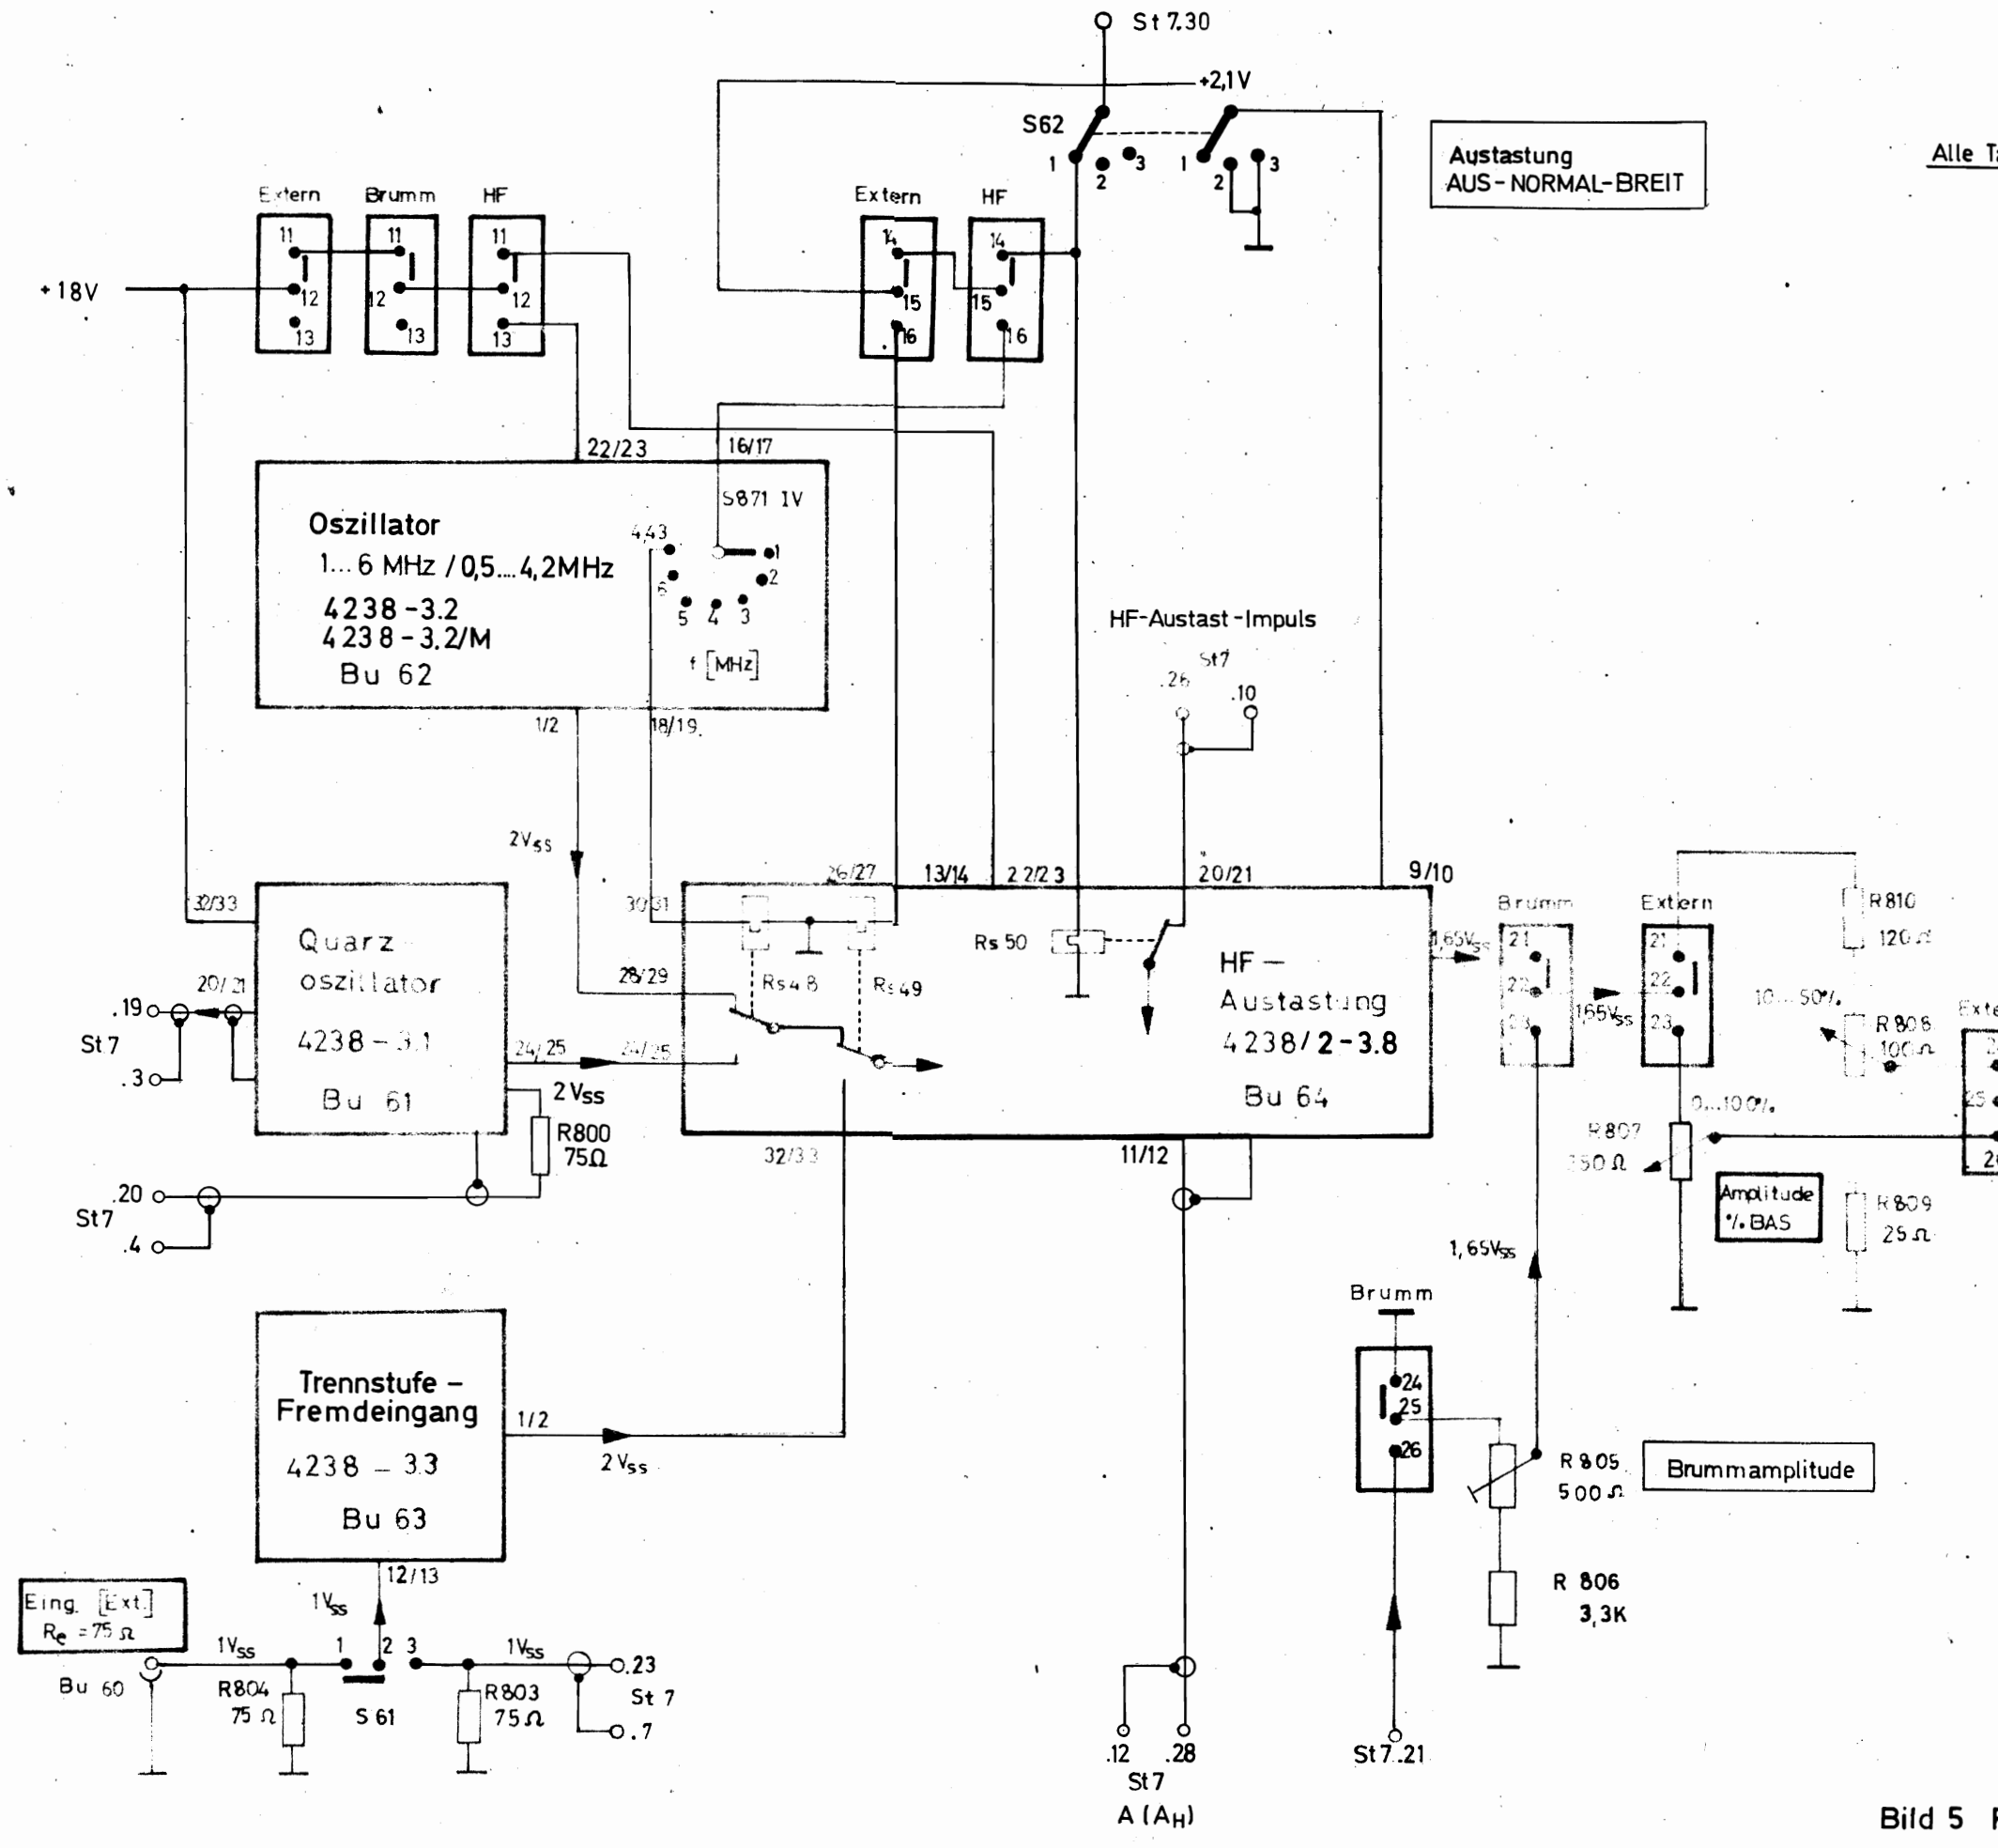 St 7.30
+2,1V
S62
1
2
3
1
2
3
Austastung
AUS-NORMAL-BREIT
Alle
Extern
Brumm
HF
11
12
13
11
12
13
11
12
13
Extern
HF
14
15
16
14
15
16
+18V
22/23
16/17
S871 IV
Oszillator
1...6 MHz / 0,5....4,2MHz
4238-3.2
4238-3.2/M
Bu 62
4,43
1
2
3
4
5
6
f [MHz]
1/2
18/19
HF-Austast-Impuls
St7
.26
.10
2Vss
32/33
Quarz
oszillator
4238-3.1
Bu 61
20/21
.19
St7
.3
24/25
2Vss
R800
75Ω
.20
St7
.4
26/27
13/14
22/23
20/21
9/10
30/31
28/29
24/25
Rs48
Rs49
Rs 50
HF-
Austastung
4238/2-3.8
Bu 64
32/33
11/12
1,65Vss
Brumm
21
22
23
1,65Vss
Extern
21
22
23
R810
120Ω
10...50%
R808
100Ω
0...100%
R807
Amplitude
% BAS
R809
25Ω
25
1,65Vss
Trennstufe-
Fremdeingang
4238-3.3
Bu 63
1/2
2Vss
12/13
1Vss
Eing. [Ext.]
Re=75Ω
Bu 60
1Vss
R804
75Ω
1
2
3
S61
1Vss
R803
75Ω
.23
St 7
.7
Brumm
24
25
26
R805
500Ω
Brummamplitude
R 806
3,3K
.12
.28
St7
A (AH)
St7.21
Bild 5